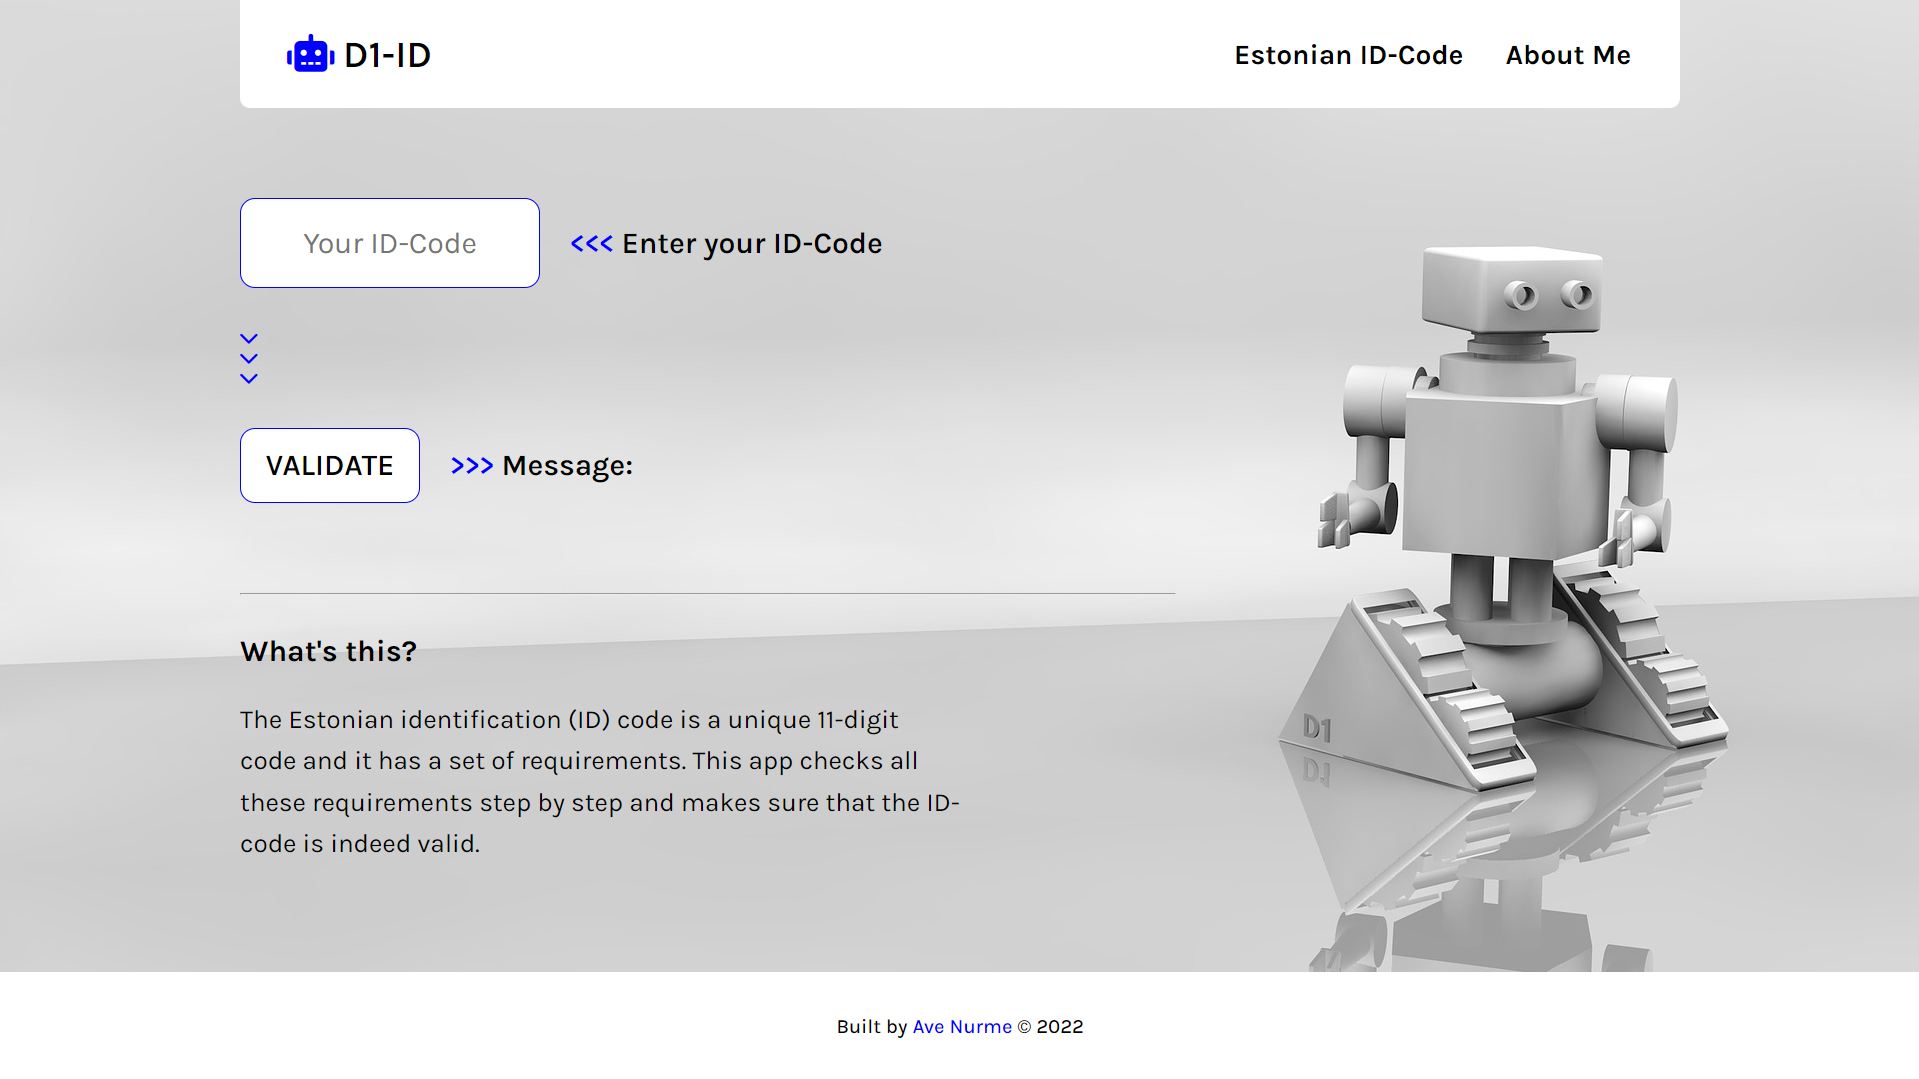 D1-ID
Estonian ID-Code
About Me
Your ID-Code
<<< Enter your ID-Code
VALIDATE
>>> Message:
What's this?
The Estonian identification (ID) code is a unique 11-digit
code and it has a set of requirements. This app checks all
these requirements step by step and makes sure that the ID-
code is indeed valid.
D1
Built by Ave Nurme © 2022